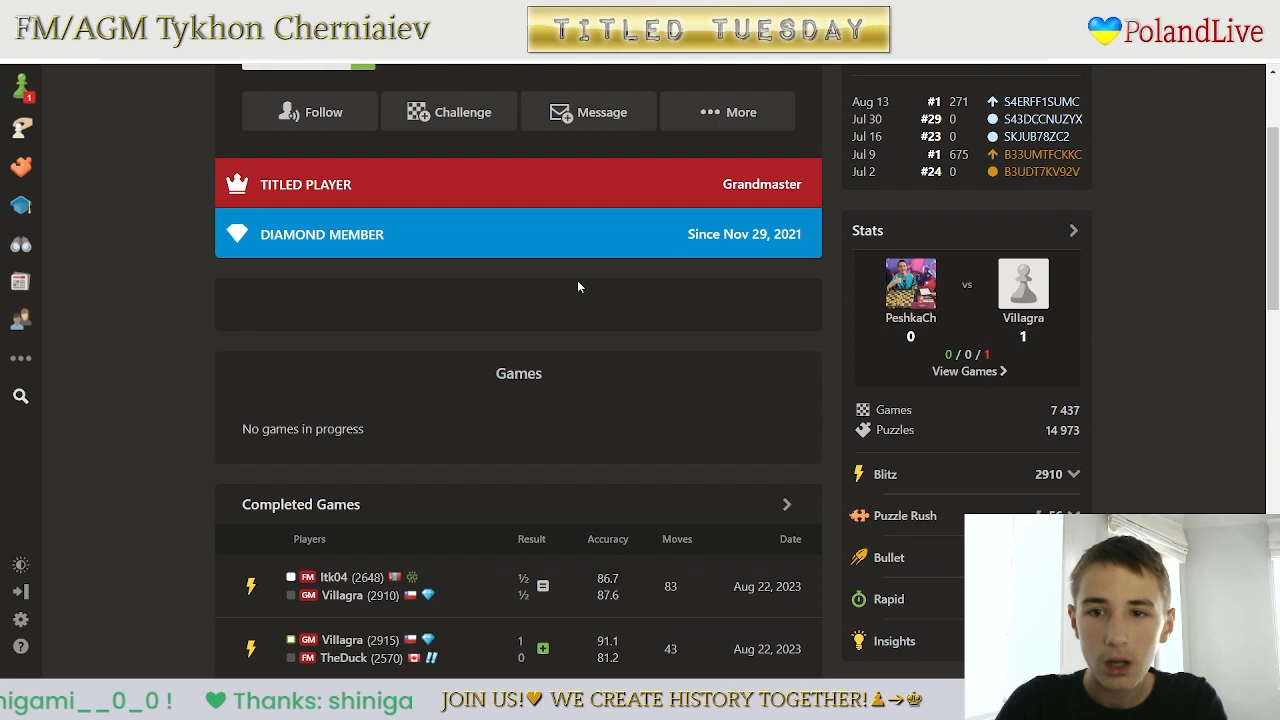 FM/AGM Tykhon Cherniaiev
TITLED TUESDAY
PolandLive
1
Follow
Challenge
Message
••• More
TITLED PLAYER
Grandmaster
DIAMOND MEMBER
Since Nov 29, 2021
Games
No games in progress
Completed Games
Players Result Accuracy Moves Date
FM Itk04 (2648)
GM Villagra (2910)
½
½
86.7
87.6
83
Aug 22, 2023
GM Villagra (2915)
FM TheDuck (2570)
1
0
91.1
81.2
43
Aug 22, 2023
Aug 13 #1 271 S4ERFF1SUMC
Jul 30 #29 0 S43DCCNUZYX
Jul 16 #23 0 SKJUB78ZC2
Jul 9 #1 675 B33UMTFCKKC
Jul 2 #24 0 B3UDT7KV92V
Stats
PeshkaCh
vs
Villagra
0
1
0 / 0 / 1
View Games
Games 7 437
Puzzles 14 973
Blitz 2910
Puzzle Rush
Bullet
Rapid
Insights
nigami__0_0 ! Thanks: shiniga
JOIN US! WE CREATE HISTORY TOGETHER!